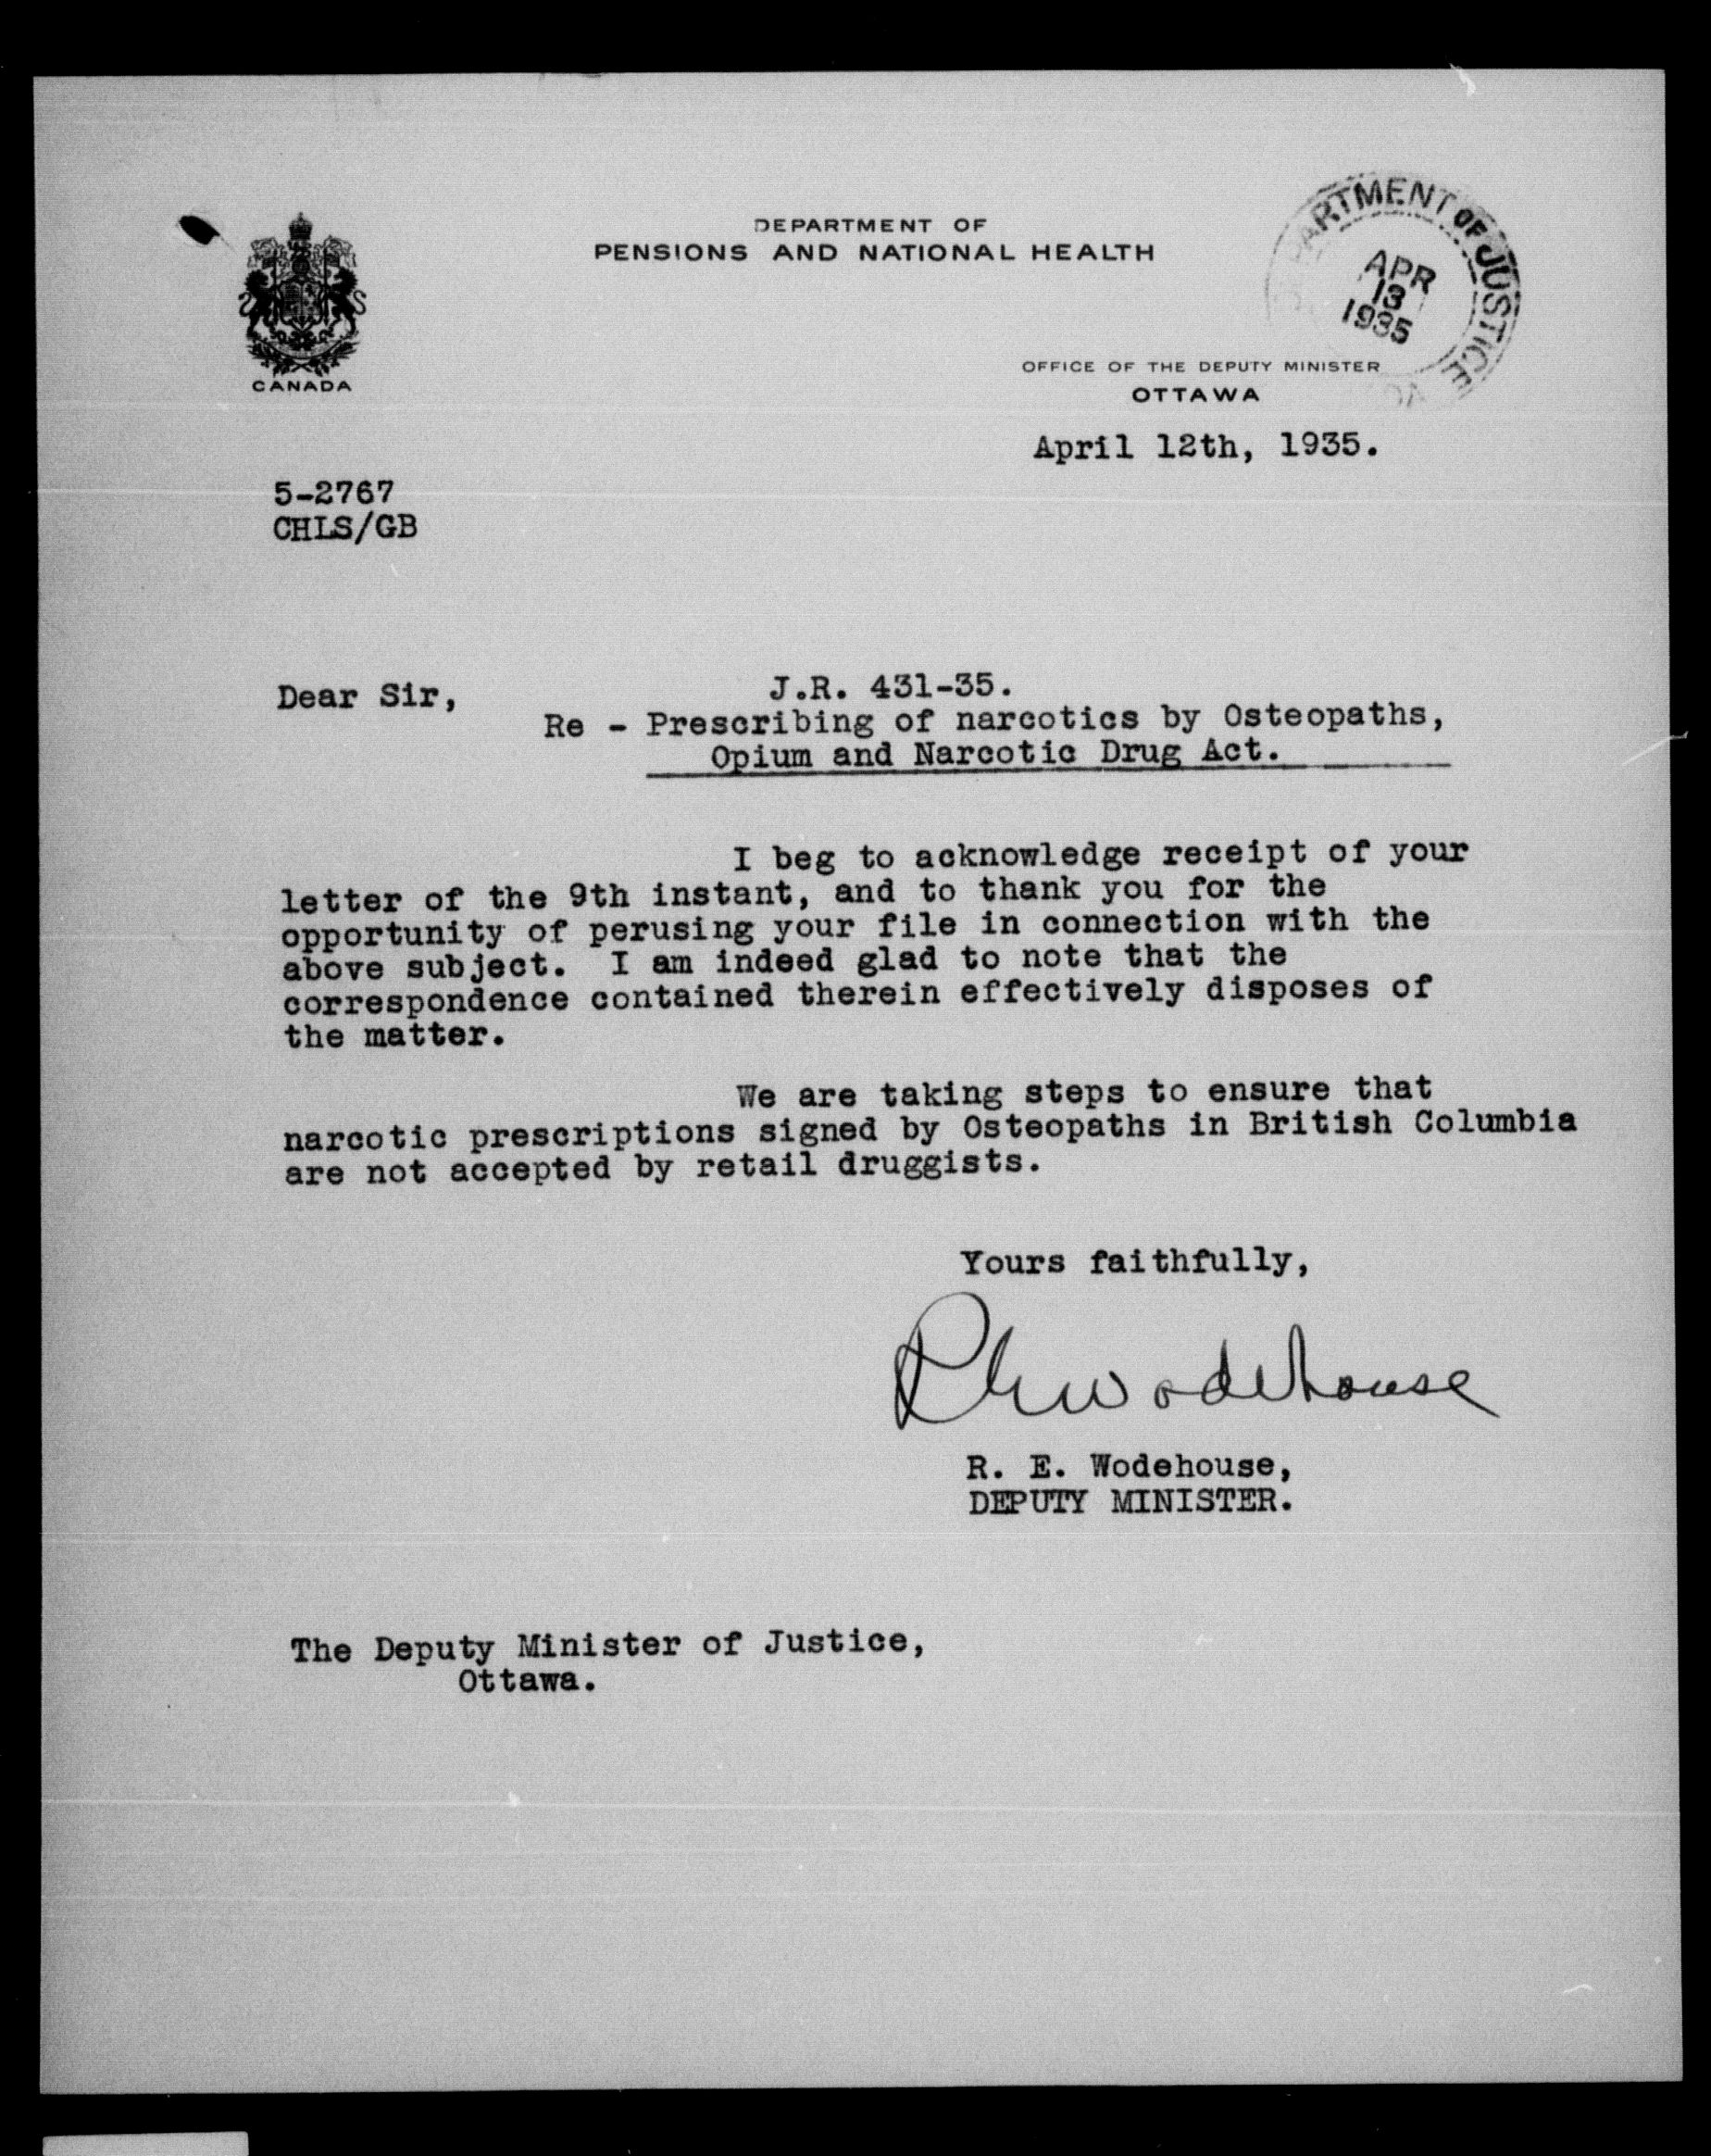 DEPARTMENT OF
PENSIONS AND NATIONAL HEALTH
CANADA
DEPARTMENT OF JUSTICE
APR
13
1935
OFFICE OF THE DEPUTY MINISTER
OTTAWA
April 12th, 1935.
5-2767
CHLS/GB
Dear Sir,
J.R. 431-35.
Re - Prescribing of narcotics by Osteopaths,
Opium and Narcotic Drug Act.
I beg to acknowledge receipt of your
letter of the 9th instant, and to thank you for the
opportunity of perusing your file in connection with the
above subject. I am indeed glad to note that the
correspondence contained therein effectively disposes of
the matter.
We are taking steps to ensure that
narcotic prescriptions signed by Osteopaths in British Columbia
are not accepted by retail druggists.
Yours faithfully,
REWodehouse
R. E. Wodehouse,
DEPUTY MINISTER.
The Deputy Minister of Justice,
Ottawa.